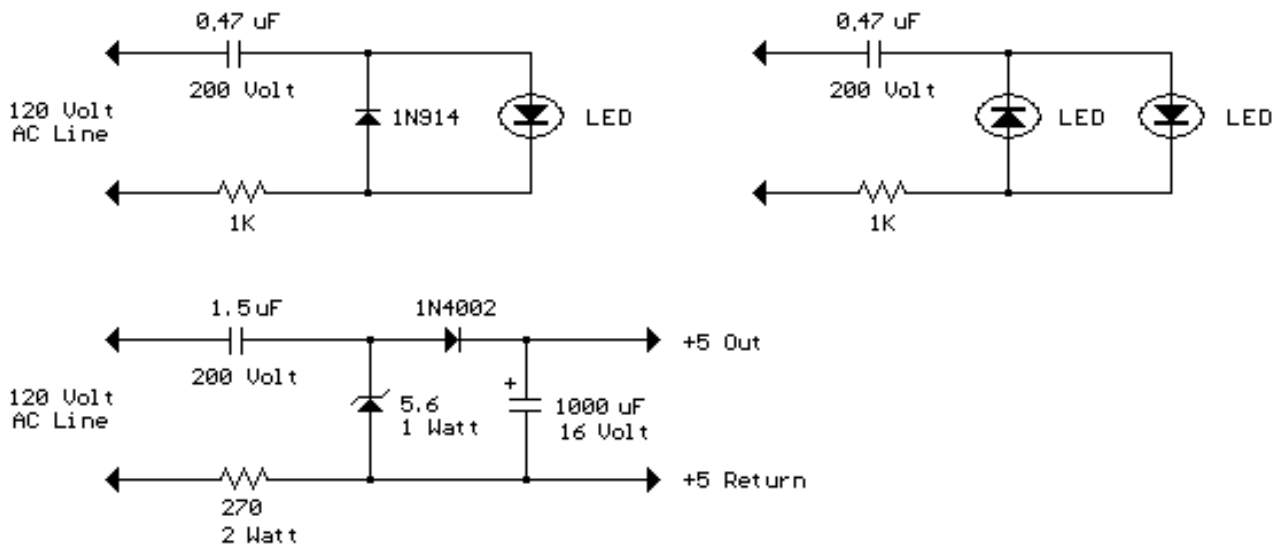 0,47 uF
200 Volt
120 Volt
AC Line
1N914
LED
1K
0,47 uF
200 Volt
LED
LED
1K
1.5 uF
200 Volt
1N4002
+5 Out
120 Volt
AC Line
5.6
1 Watt
+
1000 uF
16 Volt
+5 Return
270
2 Watt